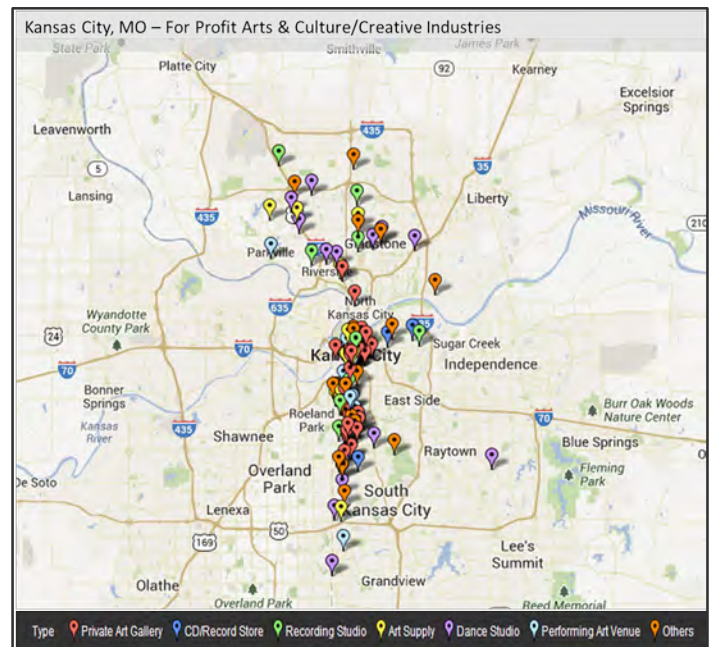 Kansas City, MO – For Profit Arts & Culture/Creative Industries
State Park
Smithville
James Park
Platte City
92
Kearney
Excelsior
Springs
Leavenworth
435
5
35
Lansing
Liberty
435
Missouri River
210
Parkville
Gladstone
Riverside
North
Kansas City
635
Wyandotte
County Park
435
24
Sugar Creek
70
Kansas City
Independence
70
Bonner
Springs
East Side
Burr Oak Woods
Nature Center
Roeland
Park
70
Kansas
River
435
Shawnee
Blue Springs
Raytown
Overland
Park
Fleming
Park
De Soto
South
Kansas City
Lenexa
50
169
Lee's
Summit
Olathe
Grandview
Overland Park
Reed Memorial
Type Private Art Gallery CD/Record Store Recording Studio Art Supply Dance Studio Performing Art Venue Others